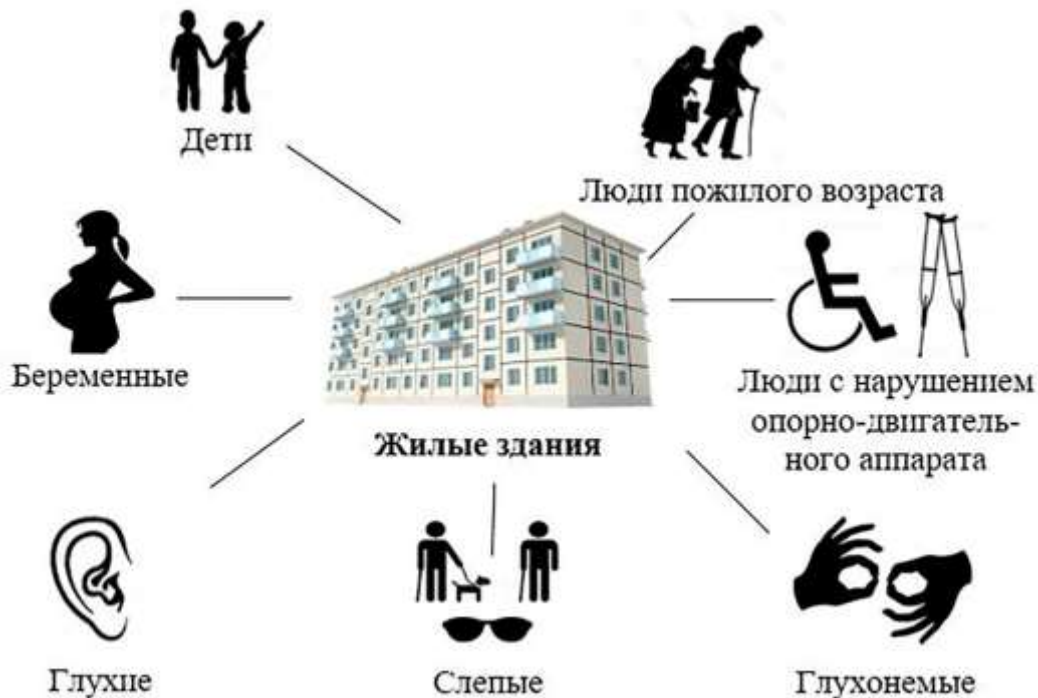 Дети
Люди пожилого возраста
Беременные
Люди с нарушением
опорно-двигатель-
ного аппарата
Жилые здания
Глухие
Слепые
Глухонемые